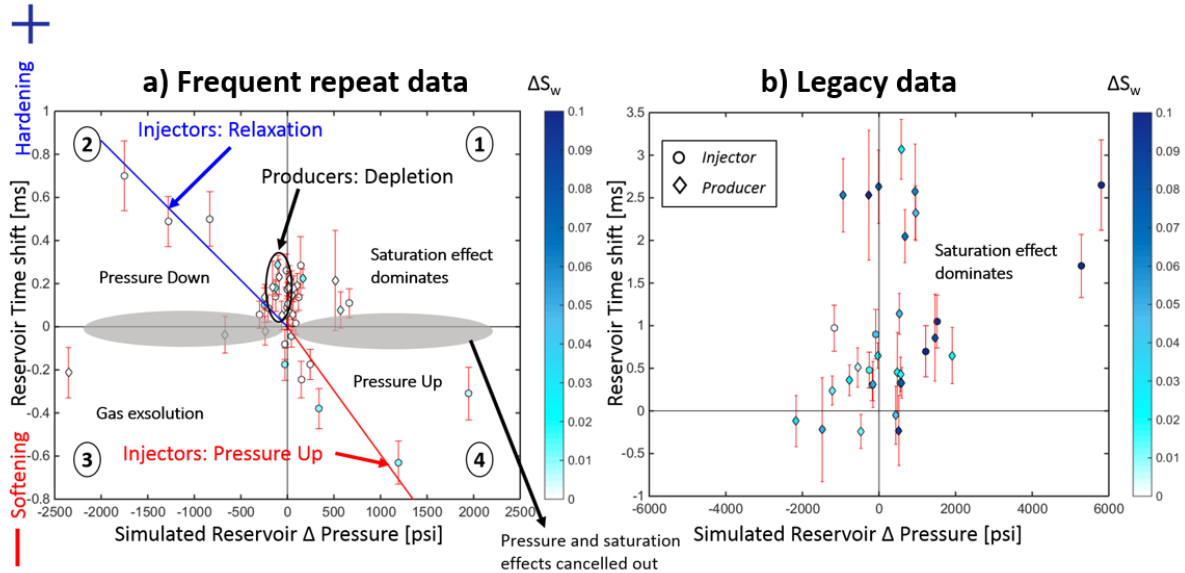 a) Frequent repeat data
b) Legacy data
Hardening
Softening
Reservoir Time shift [ms]
1
0.8
0.6
0.4
0.2
0
-0.2
-0.4
-0.6
-0.8
2
Injectors: Relaxation
1
Producers: Depletion
Saturation effect
dominates
Pressure Down
Pressure Up
Gas exsolution
3
Injectors: Pressure Up
4
-2500 -2000 -1500 -1000 -500 0 500 1000 1500 2000 2500
Simulated Reservoir Δ Pressure [psi]
Pressure and saturation
effects cancelled out
ΔSw
0.1
0.09
0.08
0.07
0.06
0.05
0.04
0.03
0.02
0.01
0
Reservoir Time shift [ms]
3.5
3
2.5
2
1.5
1
0.5
0
-0.5
-1
Injector
Producer
Saturation effect
dominates
-6000 -4000 -2000 0 2000 4000 6000
Simulated Reservoir Δ Pressure [psi]
ΔSw
0.1
0.09
0.08
0.07
0.06
0.05
0.04
0.03
0.02
0.01
0